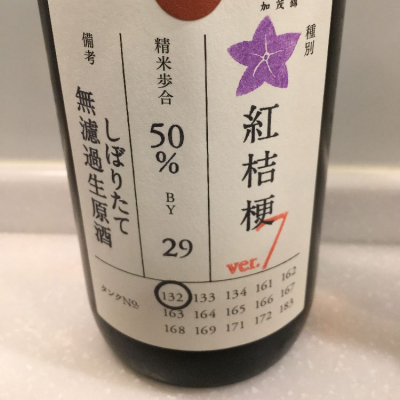 加茂錦
種別
紅桔梗
ver.7
精米歩合
50%
BY
29
備考
しぼりたて
無濾過生原酒
タンクNo.
132 133 134 161 162
163 164 165 166 167
168 169 171 172 183